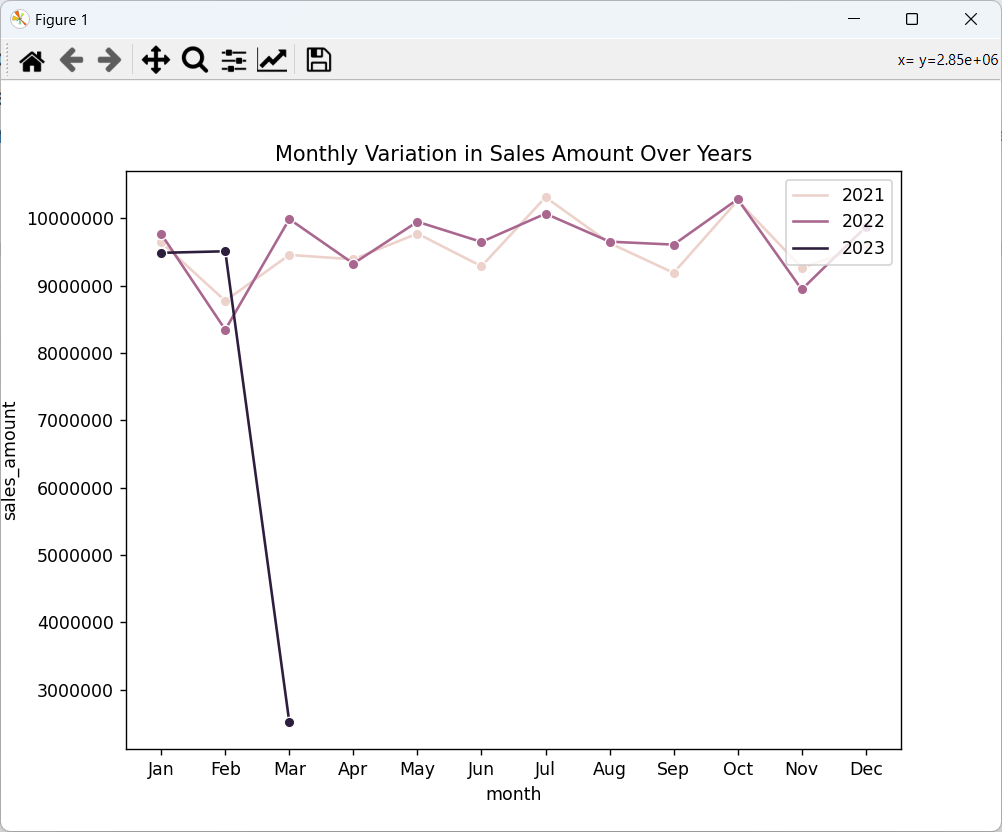 Figure 1
x= y=2.85e+06
Monthly Variation in Sales Amount Over Years
2021
2022
2023
10000000
9000000
8000000
7000000
6000000
5000000
4000000
3000000
sales_amount
Jan Feb Mar Apr May Jun Jul Aug Sep Oct Nov Dec
month